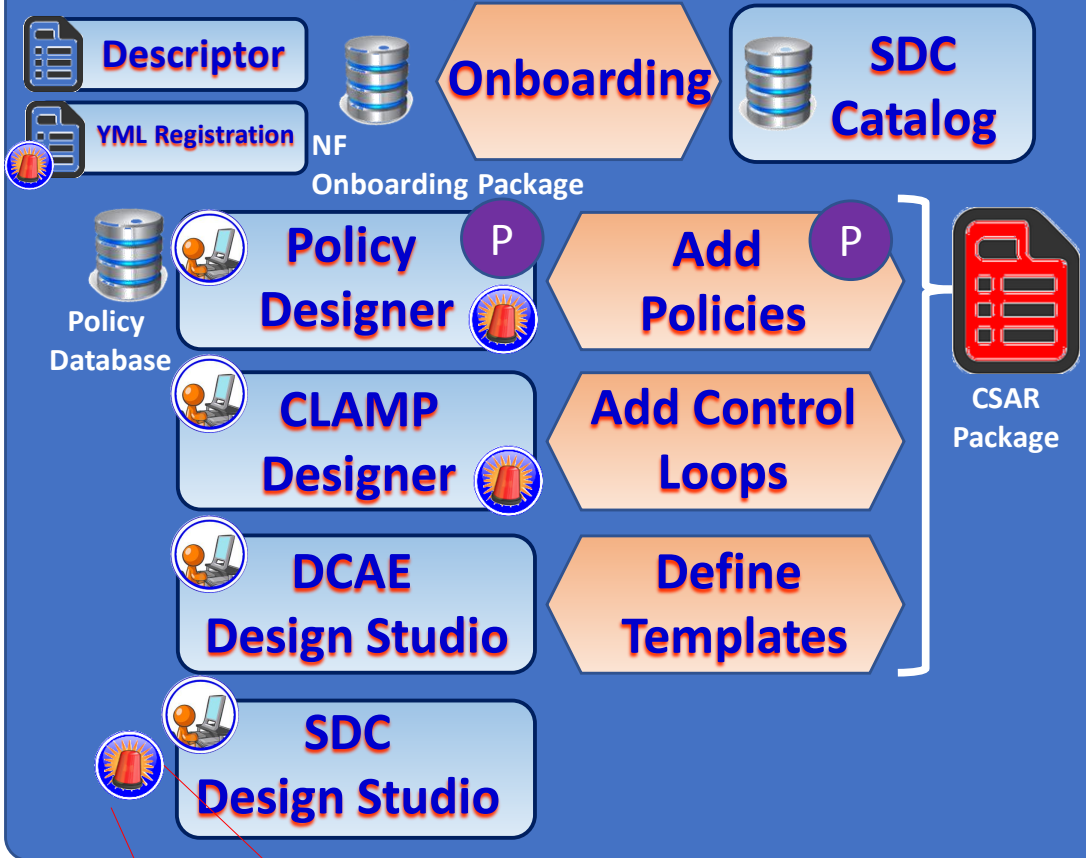 Descriptor
YML Registration
NF
Onboarding Package
Onboarding
SDC
Catalog
Policy
Database
Policy
Designer
P
Add
Policies
P
CSAR
Package
CLAMP
Designer
Add Control
Loops
DCAE
Design Studio
Define
Templates
SDC
Design Studio